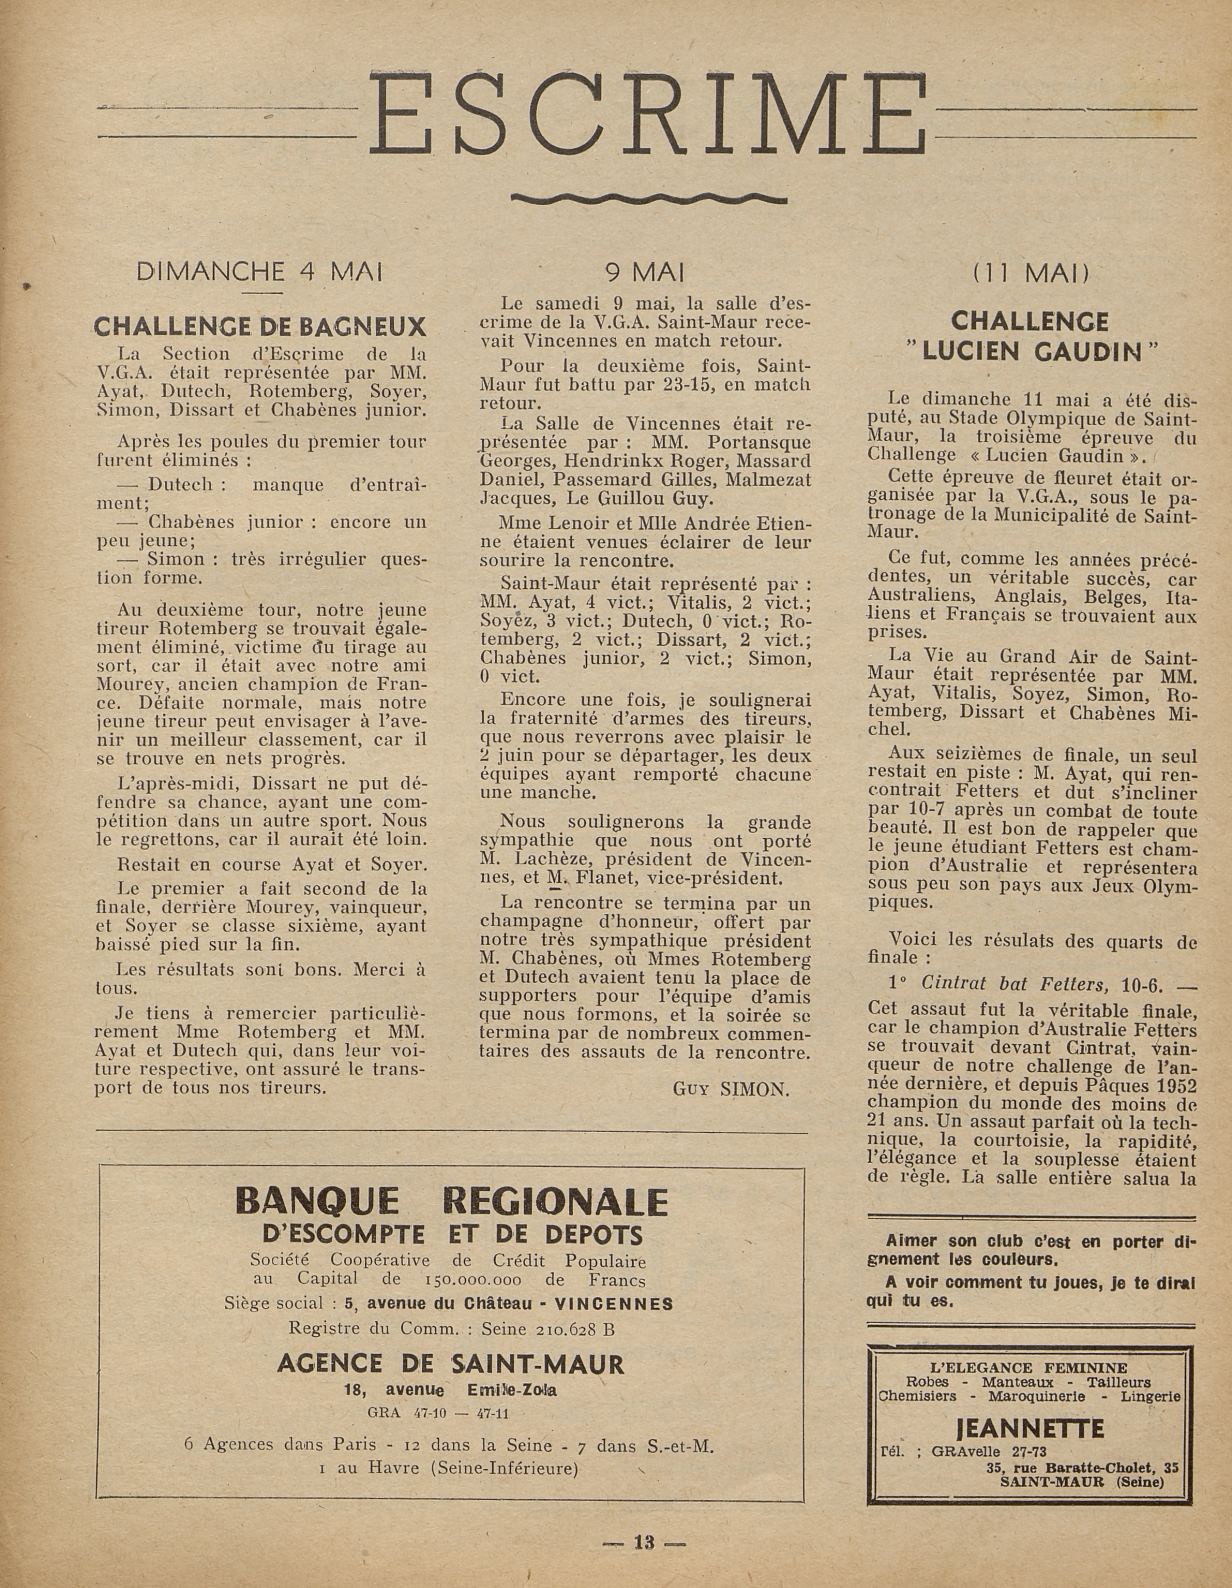 ESCRIME
DIMANCHE 4 MAI
CHALLENGE DE BAGNEUX
La Section d'Escrime de la
V.G.A. était représentée par MM.
Ayat, Dutech, Rotemberg, Soyer,
Simon, Dissart et Chabènes junior.
Après les poules du premier tour
furent éliminés :
— Dutech : manque d'entraî-
ment;
— Chabènes junior : encore un
peu jeune;
— Simon : très irrégulier ques-
tion forme.
Au deuxième tour, notre jeune
tireur Rotemberg se trouvait égale-
ment éliminé, victime du tirage au
sort, car il était avec notre ami
Mourey, ancien champion de Fran-
ce. Défaite normale, mais notre
jeune tireur peut envisager à l'ave-
nir un meilleur classement, car il
se trouve en nets progrès.
L'après-midi, Dissart ne put dé-
fendre sa chance, ayant une com-
pétition dans un autre sport. Nous
le regrettons, car il aurait été loin.
Restait en course Ayat et Soyer.
Le premier a fait second de la
finale, derrière Mourey, vainqueur,
et Soyer se classe sixième, ayant
baissé pied sur la fin.
Les résultats sont bons. Merci à
tous.
Je tiens à remercier particuliè-
rement Mme Rotemberg et MM.
Ayat et Dutech qui, dans leur voi-
ture respective, ont assuré le trans-
port de tous nos tireurs.
9 MAI
Le samedi 9 mai, la salle d'es-
crime de la V.G.A. Saint-Maur rece-
vait Vincennes en match retour.
Pour la deuxième fois, Saint-
Maur fut battu par 23-15, en match
retour.
La Salle de Vincennes était re-
présentée par : MM. Portansque
Georges, Hendrinkx Roger, Massard
Daniel, Passemard Gilles, Malmezat
Jacques, Le Guillou Guy.
Mme Lenoir et Mlle Andrée Etien-
ne étaient venues éclairer de leur
sourire la rencontre.
Saint-Maur était représenté par :
MM. Ayat, 4 vict.; Vitalis, 2 vict.;
Soyez, 3 vict.; Dutech, 0 vict.; Ro-
temberg, 2 vict.; Dissart, 2 vict.;
Chabènes junior, 2 vict.; Simon,
0 vict.
Encore une fois, je soulignerai
la fraternité d'armes des tireurs,
que nous reverrons avec plaisir le
2 juin pour se départager, les deux
équipes ayant remporté chacune
une manche.
Nous soulignerons la grande
sympathie que nous ont porté
M. Lachèze, président de Vincen-
nes, et M. Flanet, vice-président.
La rencontre se termina par un
champagne d'honneur, offert par
notre très sympathique président
M. Chabènes, où Mmes Rotemberg
et Dutech avaient tenu la place de
supporters pour l'équipe d'amis
que nous formons, et la soirée se
termina par de nombreux commen-
taires des assauts de la rencontre.
GUY SIMON.
(11 MAI)
CHALLENGE
" LUCIEN GAUDIN "
Le dimanche 11 mai a été dis-
puté, au Stade Olympique de Saint-
Maur, la troisième épreuve du
Challenge « Lucien Gaudin ».
Cette épreuve de fleuret était or-
ganisée par la V.G.A., sous le pa-
tronage de la Municipalité de Saint-
Maur.
Ce fut, comme les années précé-
dentes, un véritable succès, car
Australiens, Anglais, Belges, Ita-
liens et Français se trouvaient aux
prises.
La Vie au Grand Air de Saint-
Maur était représentée par MM.
Ayat, Vitalis, Soyez, Simon, Ro-
temberg, Dissart et Chabènes Mi-
chel.
Aux seizièmes de finale, un seul
restait en piste : M. Ayat, qui ren-
contrait Fetters et dut s'incliner
par 10-7 après un combat de toute
beauté. Il est bon de rappeler que
le jeune étudiant Fetters est cham-
pion d'Australie et représentera
sous peu son pays aux Jeux Olym-
piques.
Voici les résulats des quarts de
finale :
1° Cintrat bat Fetters, 10-6. —
Cet assaut fut la véritable finale,
car le champion d'Australie Fetters
se trouvait devant Cintrat, vain-
queur de notre challenge de l'an-
née dernière, et depuis Pâques 1952
champion du monde des moins de
21 ans. Un assaut parfait où la tech-
nique, la courtoisie, la rapidité,
l'élégance et la souplesse étaient
de règle. La salle entière salua la
BANQUE REGIONALE
D'ESCOMPTE ET DE DEPOTS
Société Coopérative de Crédit Populaire
au Capital de 150.000.000 de Francs
Siège social : 5, avenue du Château - VINCENNES
Registre du Comm. : Seine 210.628 B
AGENCE DE SAINT-MAUR
18, avenue Emile-Zola
GRA 47-10 — 47-11
6 Agences dans Paris - 12 dans la Seine - 7 dans S.-et-M.
1 au Havre (Seine-Inférieure)
Aimer son club c'est en porter di-
gnement les couleurs.
A voir comment tu joues, je te dirai
qui tu es.
L'ELEGANCE FEMININE
Robes - Manteaux - Tailleurs
Chemisiers - Maroquinerie - Lingerie
JEANNETTE
Tél. ; GRAvelle 27-73
35, rue Baratte-Cholet, 35
SAINT-MAUR (Seine)
— 13 —